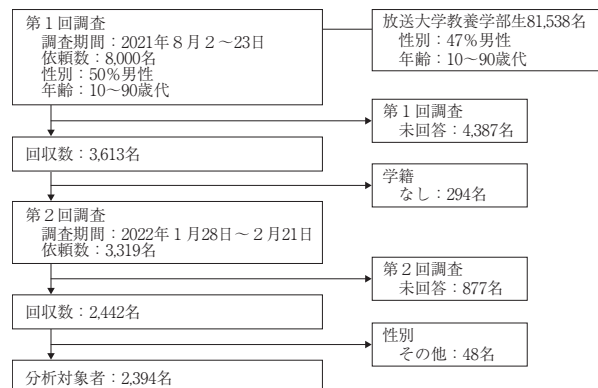 第１回調査
調査期間：2021年８月２～23日
依頼数：8,000名
性別：50％男性
年齢：10～90歳代
放送大学教養学部生81,538名
性別：47％男性
年齢：10～90歳代
第１回調査
未回答：4,387名
回収数：3,613名
学籍
なし：294名
第２回調査
調査期間：2022年１月28日～２月21日
依頼数：3,319名
第２回調査
未回答：877名
回収数：2,442名
性別
その他：48名
分析対象者：2,394名